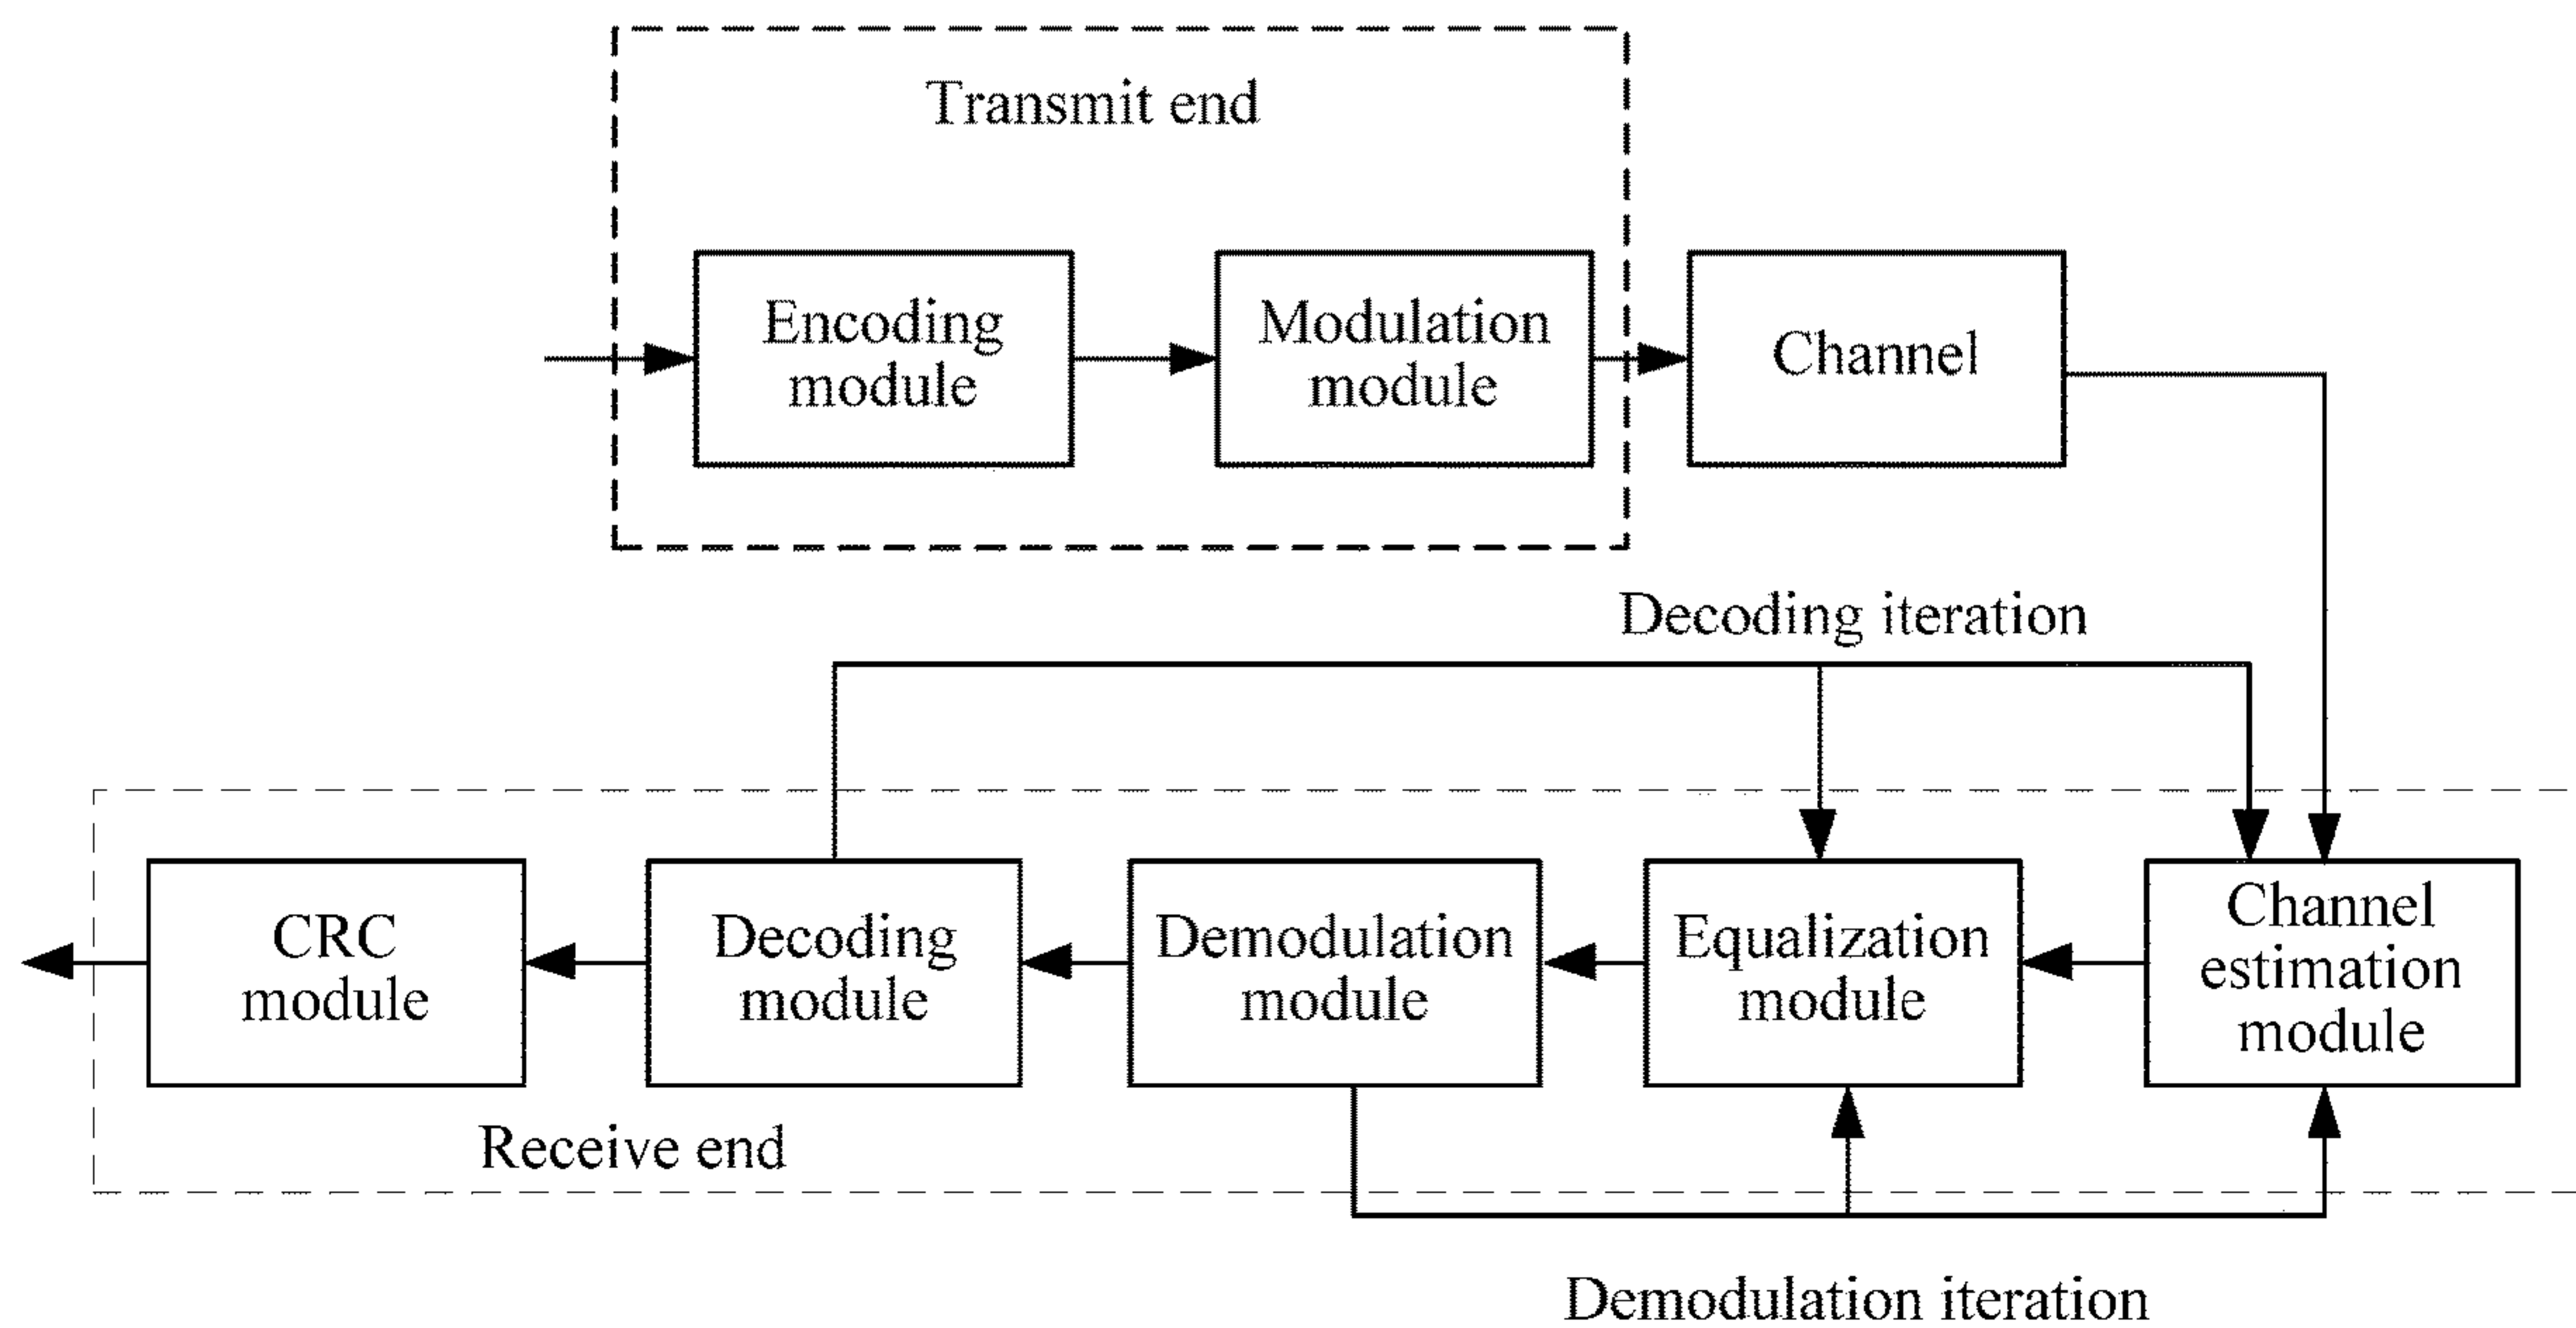 Transmit end
Encoding
module
Modulation
module
Channel
Decoding iteration
CRC
module
Decoding
module
Demodulation
module
Equalization
module
Channel
estimation
module
Receive end
Demodulation iteration